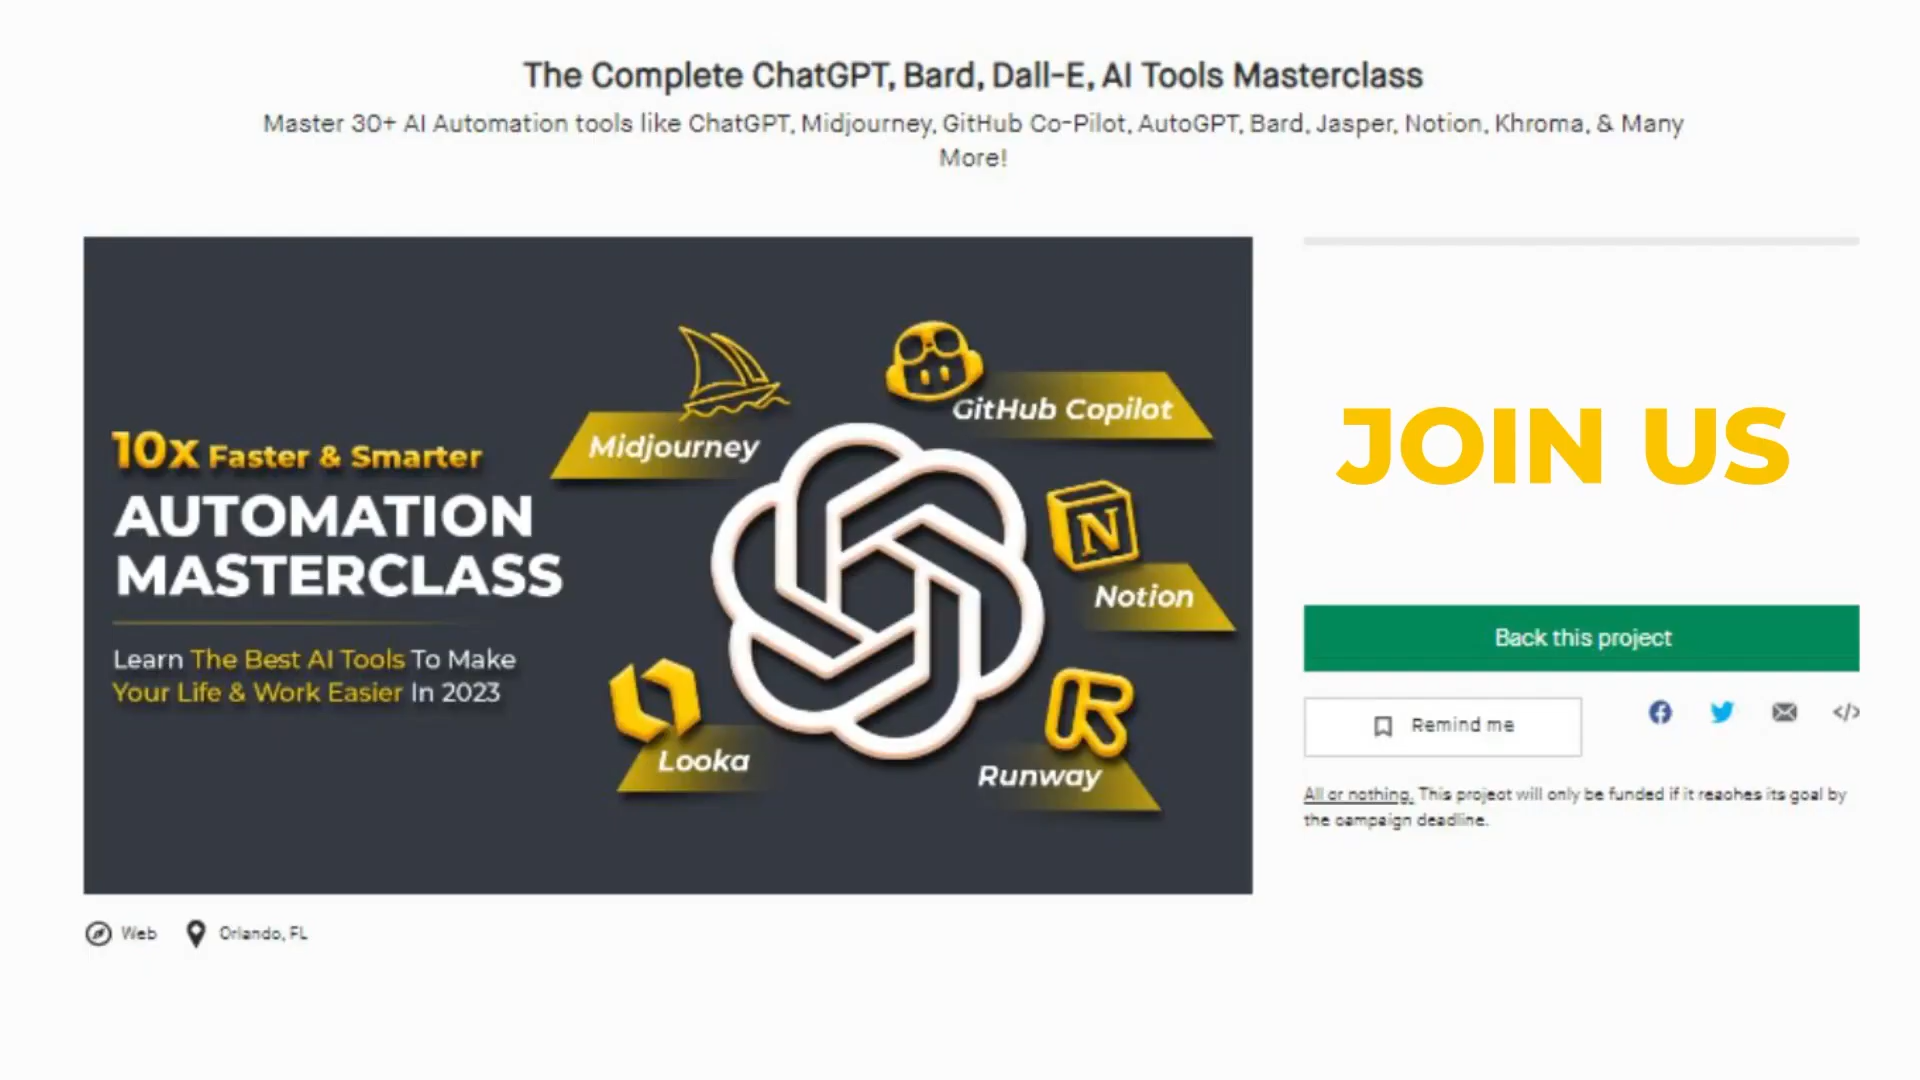 The Complete ChatGPT, Bard, Dall-E, AI Tools Masterclass
Master 30+ AI Automation tools like ChatGPT, Midjourney, GitHub Co-Pilot, AutoGPT, Bard, Jasper, Notion, Khroma, & Many
More!
10x Faster & Smarter
AUTOMATION
MASTERCLASS
Learn The Best AI Tools To Make
Your Life & Work Easier In 2023
Midjourney
GitHub Copilot
N
Notion
Looka
Runway
JOIN US
Back this project
Remind me
All or nothing. This project will only be funded if it reaches its goal by
the campaign deadline.
Web
Orlando, FL